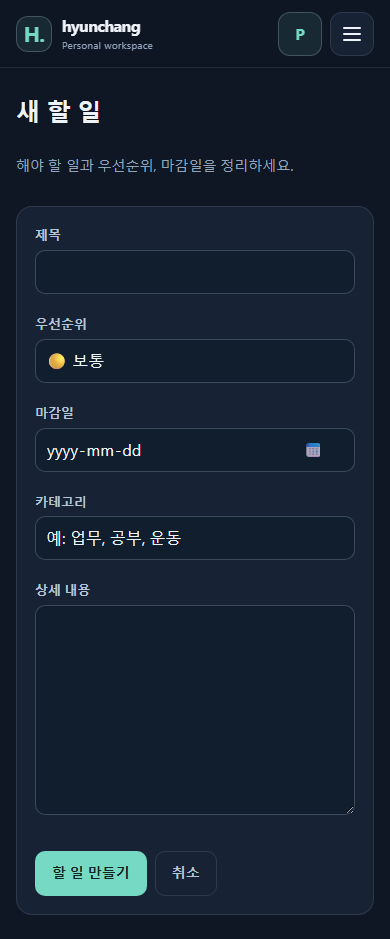 H.
hyunchang
Personal workspace
P
새 할 일
해야 할 일과 우선순위, 마감일을 정리하세요.
제목
우선순위
🟡 보통
마감일
yyyy-mm-dd
카테고리
예: 업무, 공부, 운동
상세 내용
할 일 만들기
취소